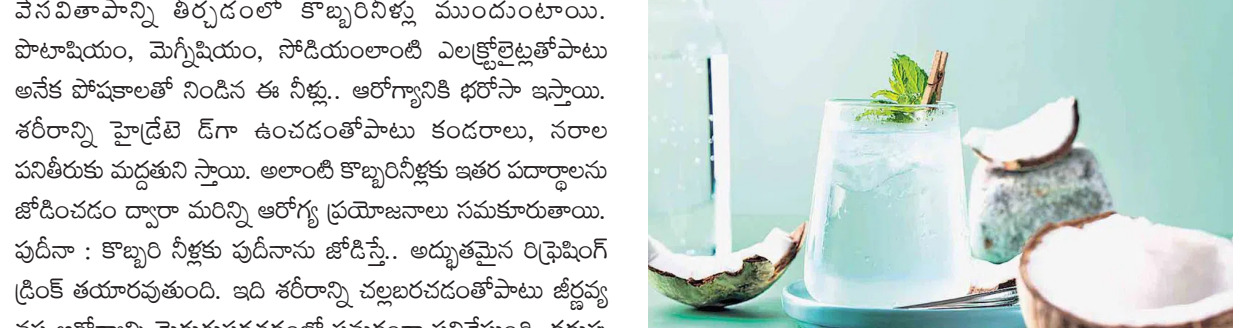 వేసవితాపాన్ని తీర్చడంలో కొబ్బరినీళ్లు ముందుంటాయి.
పొటాషియం, మెగ్నీషియం, సోడియంలాంటి ఎలక్ట్రోలైట్లతోపాటు
అనేక పోషకాలతో నిండిన ఈ నీళ్లు.. ఆరోగ్యానికి భరోసా ఇస్తాయి.
శరీరాన్ని హైడ్రేటె డ్‌గా ఉంచడంతోపాటు కండరాలు, నరాల
పనితీరుకు మద్దతుని స్తాయి. అలాంటి కొబ్బరినీళ్లకు ఇతర పదార్థాలను
జోడించడం ద్వారా మరిన్ని ఆరోగ్య ప్రయోజనాలు సమకూరుతాయి.
పుదీనా : కొబ్బరి నీళ్లకు పుదీనాను జోడిస్తే.. అద్భుతమైన రిఫ్రెషింగ్
డ్రింక్ తయారవుతుంది. ఇది శరీరాన్ని చల్లబరచడంతోపాటు జీర్ణవ్య